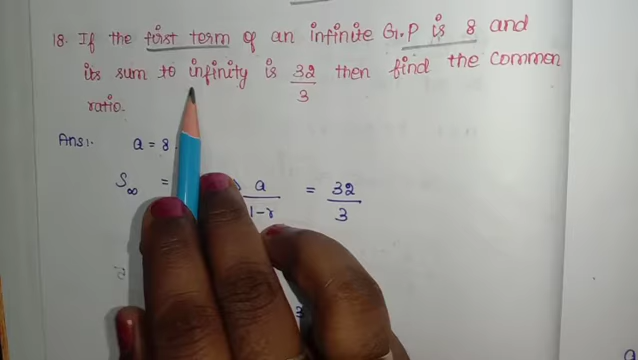 18. If the first term of an infinite G.P is 8 and
its sum to infinity is 32/3 then find the common
ratio.
Ans:. a = 8
S∞ = a/1-r = 32/3
3